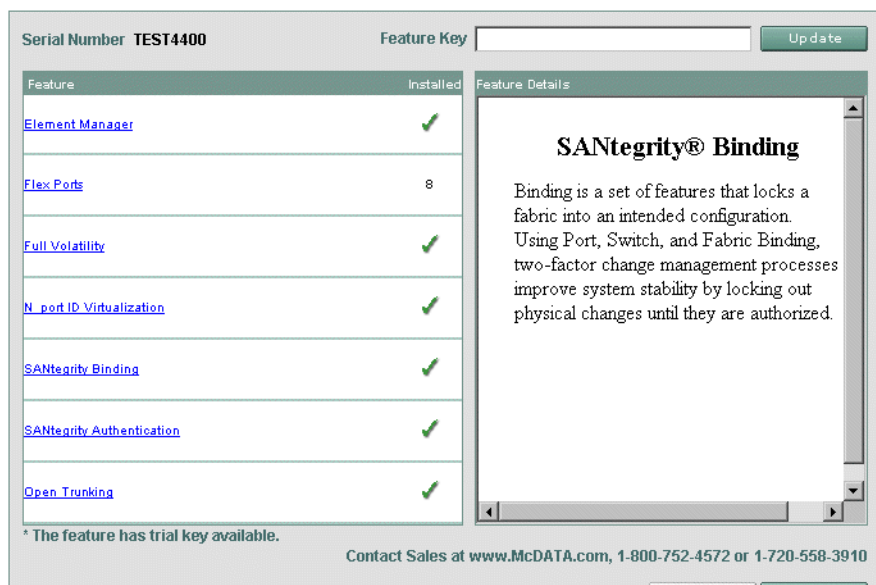 Serial Number TEST4400 Feature Key Update
Feature Installed
Element Manager
Flex Ports 8
Full Volatility
N_port ID Virtualization
SANtegrity Binding
SANtegrity Authentication
Open Trunking
Feature Details
SANtegrity® Binding
Binding is a set of features that locks a
fabric into an intended configuration.
Using Port, Switch, and Fabric Binding,
two-factor change management processes
improve system stability by locking out
physical changes until they are authorized.
* The feature has trial key available.
Contact Sales at www.McDATA.com, 1-800-752-4572 or 1-720-558-3910